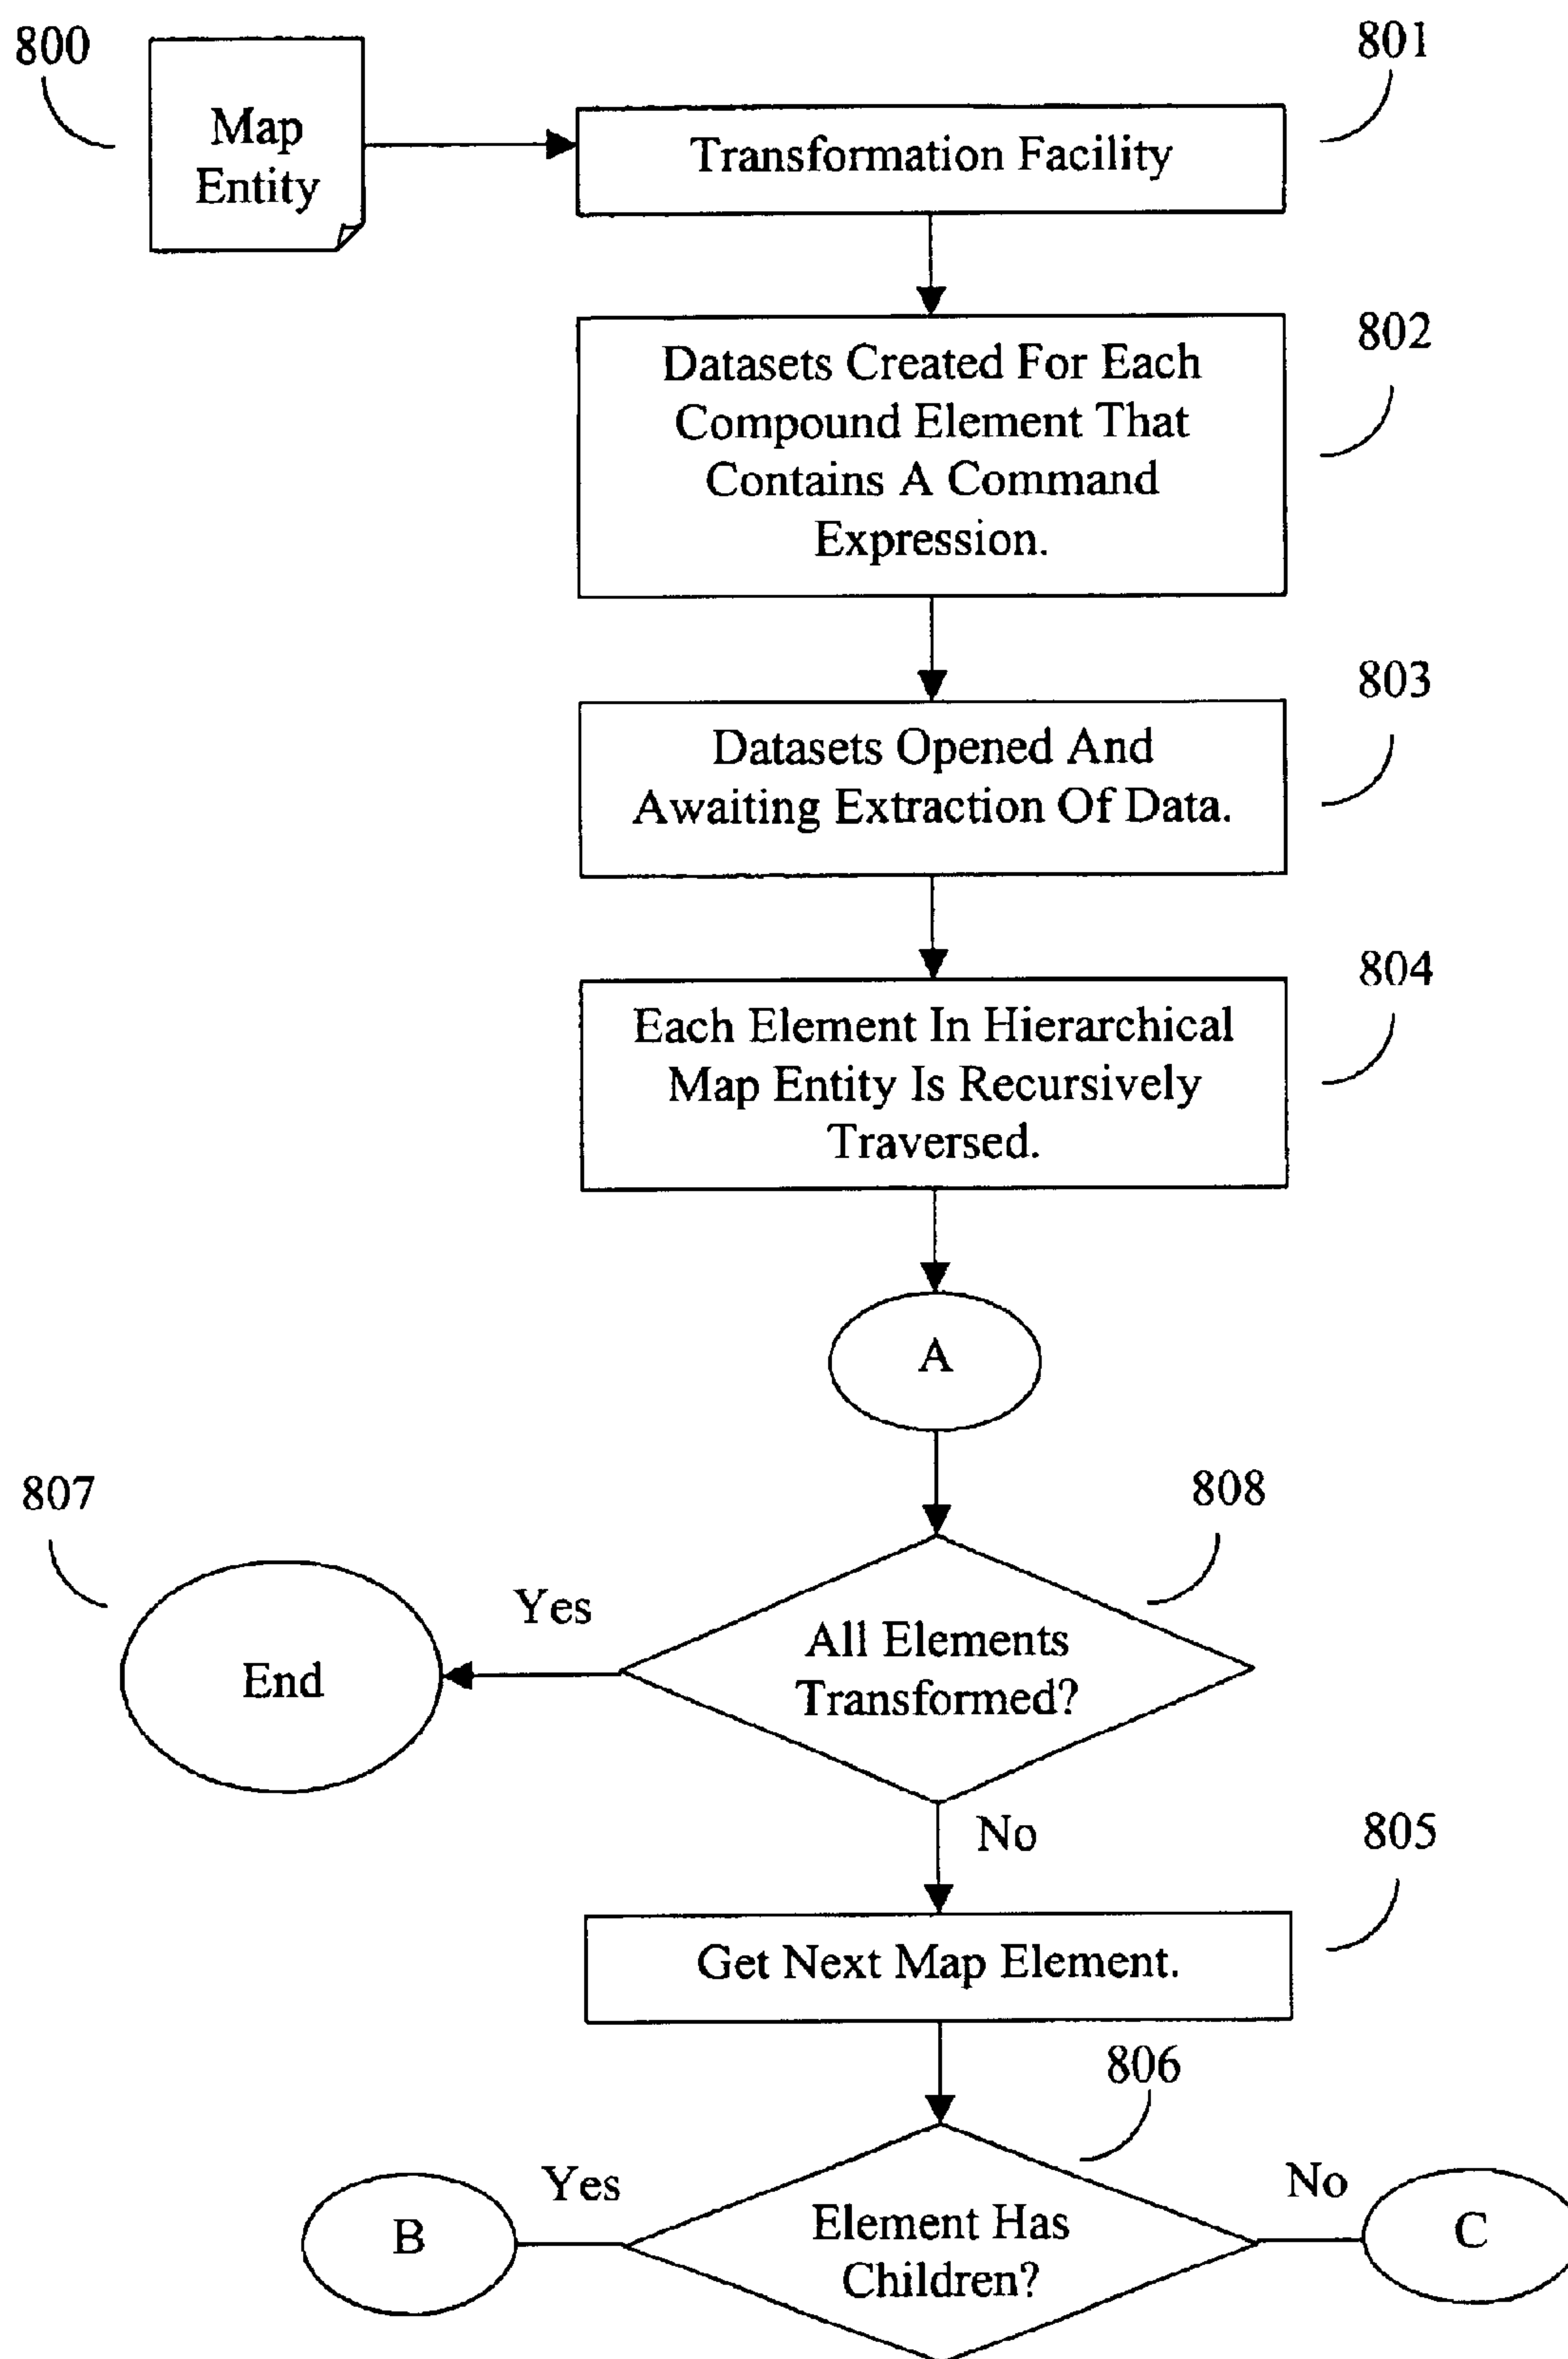 800
Map
Entity
801
Transformation Facility
802
Datasets Created For Each
Compound Element That
Contains A Command
Expression.
803
Datasets Opened And
Awaiting Extraction Of Data.
804
Each Element In Hierarchical
Map Entity Is Recursively
Traversed.
A
807
808
Yes
End
All Elements
Transformed?
No
805
Get Next Map Element.
806
Yes
No
B
Element Has
Children?
C